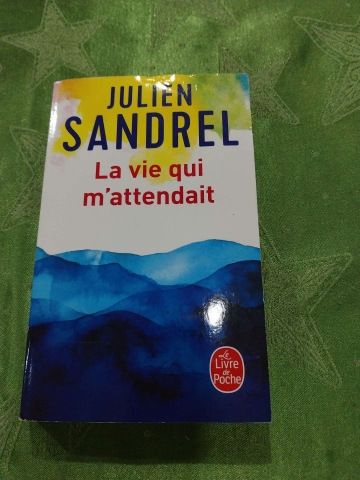 JULIEN
SANDREL
La vie qui
m'attendait
Le
Livre
de
Poche